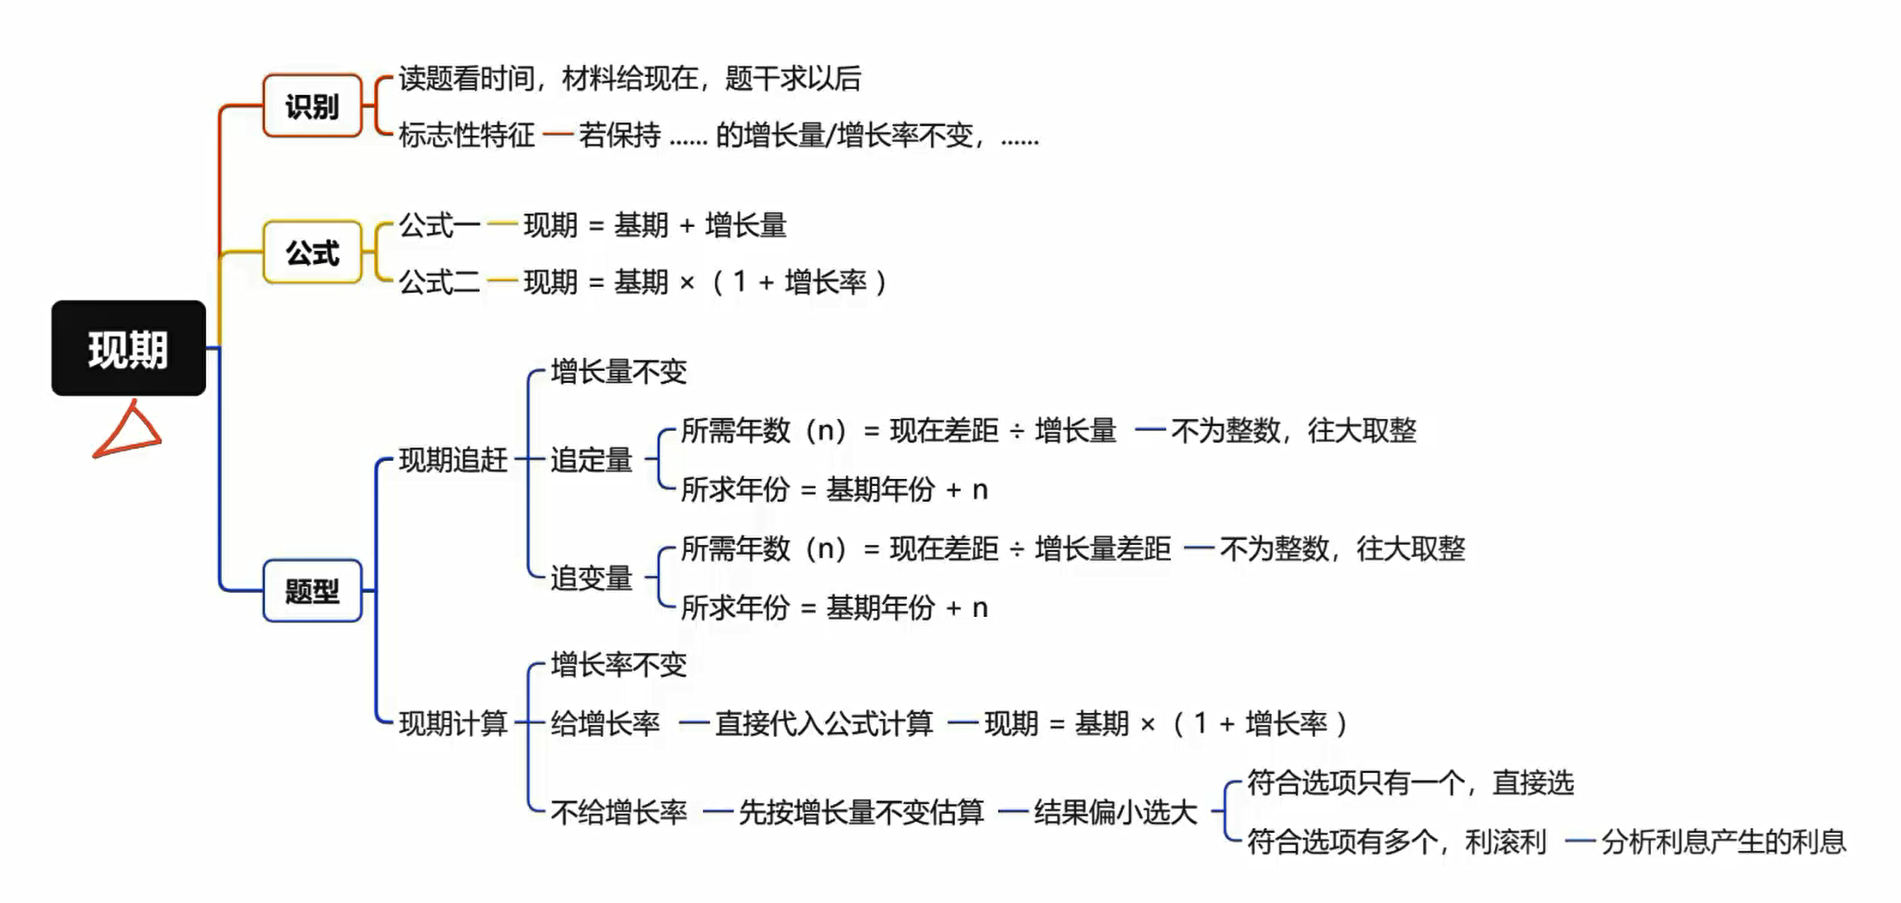 识别
读题看时间，材料给现在，题干求以后
标志性特征 若保持 ...... 的增长量/增长率不变，......
公式
公式一 现期 = 基期 + 增长量
公式二 现期 = 基期 ×（ 1 + 增长率 ）
现期
题型
现期追赶
增长量不变
追定量
所需年数（n）= 现在差距 ÷ 增长量 不为整数，往大取整
所求年份 = 基期年份 + n
追变量
所需年数（n）= 现在差距 ÷ 增长量差距 不为整数，往大取整
所求年份 = 基期年份 + n
现期计算
增长率不变
给增长率 直接代入公式计算 现期 = 基期 ×（ 1 + 增长率 ）
不给增长率 先按增长量不变估算 结果偏小选大
符合选项只有一个，直接选
符合选项有多个，利滚利 分析利息产生的利息